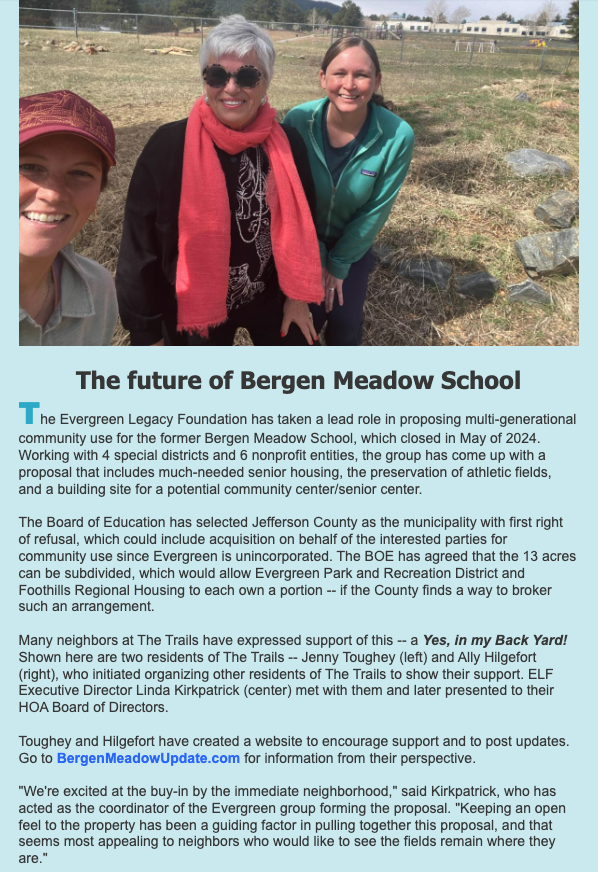 The future of Bergen Meadow School
The Evergreen Legacy Foundation has taken a lead role in proposing multi-generational
community use for the former Bergen Meadow School, which closed in May of 2024.
Working with 4 special districts and 6 nonprofit entities, the group has come up with a
proposal that includes much-needed senior housing, the preservation of athletic fields,
and a building site for a potential community center/senior center.
The Board of Education has selected Jefferson County as the municipality with first right
of refusal, which could include acquisition on behalf of the interested parties for
community use since Evergreen is unincorporated. The BOE has agreed that the 13 acres
can be subdivided, which would allow Evergreen Park and Recreation District and
Foothills Regional Housing to each own a portion -- if the County finds a way to broker
such an arrangement.
Many neighbors at The Trails have expressed support of this -- a Yes, in my Back Yard!
Shown here are two residents of The Trails -- Jenny Toughey (left) and Ally Hilgefort
(right), who initiated organizing other residents of The Trails to show their support. ELF
Executive Director Linda Kirkpatrick (center) met with them and later presented to their
HOA Board of Directors.
Toughey and Hilgefort have created a website to encourage support and to post updates.
Go to BergenMeadowUpdate.com for information from their perspective.
"We're excited at the buy-in by the immediate neighborhood," said Kirkpatrick, who has
acted as the coordinator of the Evergreen group forming the proposal. "Keeping an open
feel to the property has been a guiding factor in pulling together this proposal, and that
seems most appealing to neighbors who would like to see the fields remain where they
are."